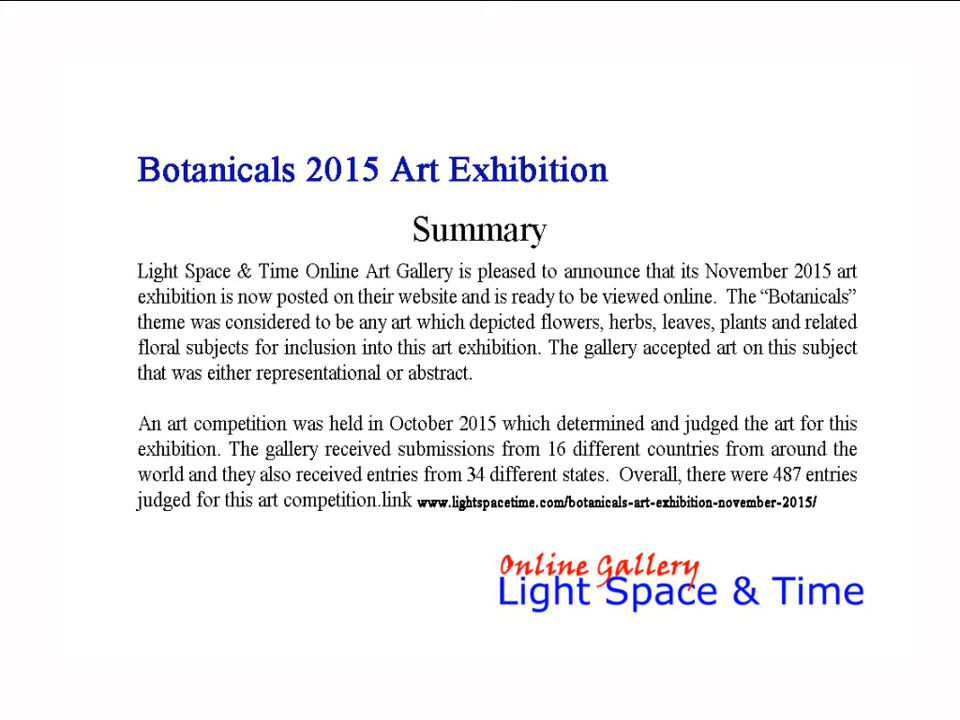 Botanicals 2015 Art Exhibition
Summary
Light Space & Time Online Art Gallery is pleased to announce that its November 2015 art
exhibition is now posted on their website and is ready to be viewed online.  The “Botanicals”
theme was considered to be any art which depicted flowers, herbs, leaves, plants and related
floral subjects for inclusion into this art exhibition. The gallery accepted art on this subject
that was either representational or abstract.
An art competition was held in October 2015 which determined and judged the art for this
exhibition. The gallery received submissions from 16 different countries from around the
world and they also received entries from 34 different states.  Overall, there were 487 entries
judged for this art competition.link www.lightspacetime.com/botanicals-art-exhibition-november-2015/
Online Gallery
Light Space & Time